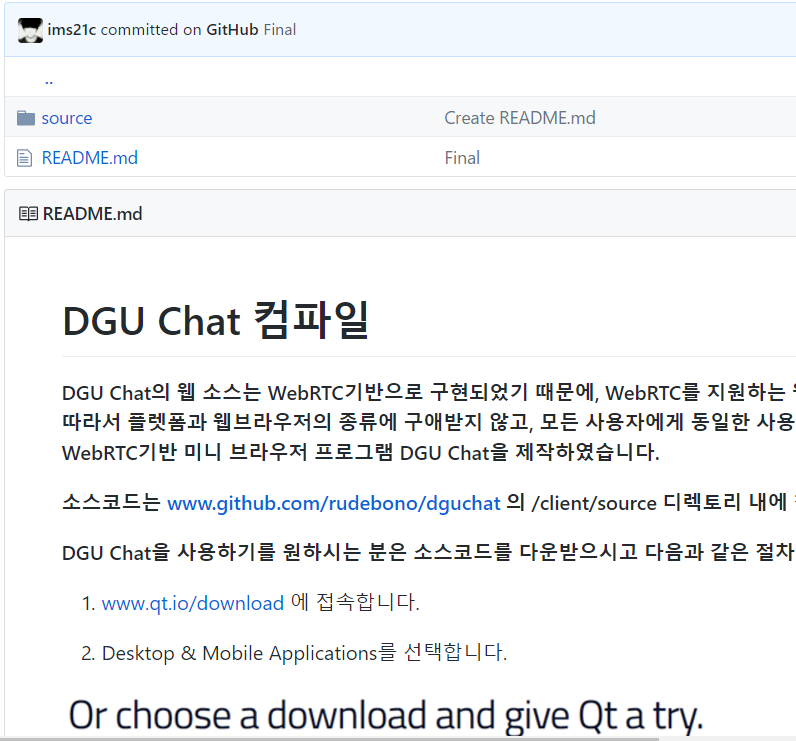 ims21c committed on GitHub Final
..
source Create README.md
README.md Final
README.md
DGU Chat 컴파일
DGU Chat의 웹 소스는 WebRTC기반으로 구현되었기 때문에, WebRTC를 지원하는
따라서 플렛폼과 웹브라우저의 종류에 구애받지 않고, 모든 사용자에게 동일한 사용
WebRTC기반 미니 브라우저 프로그램 DGU Chat을 제작하였습니다.
소스코드는 www.github.com/rudebono/dguchat 의 /client/source 디렉토리 내에
DGU Chat을 사용하기를 원하시는 분은 소스코드를 다운받으시고 다음과 같은 절차
1. www.qt.io/download 에 접속합니다.
2. Desktop & Mobile Applications를 선택합니다.
Or choose a download and give Qt a try.